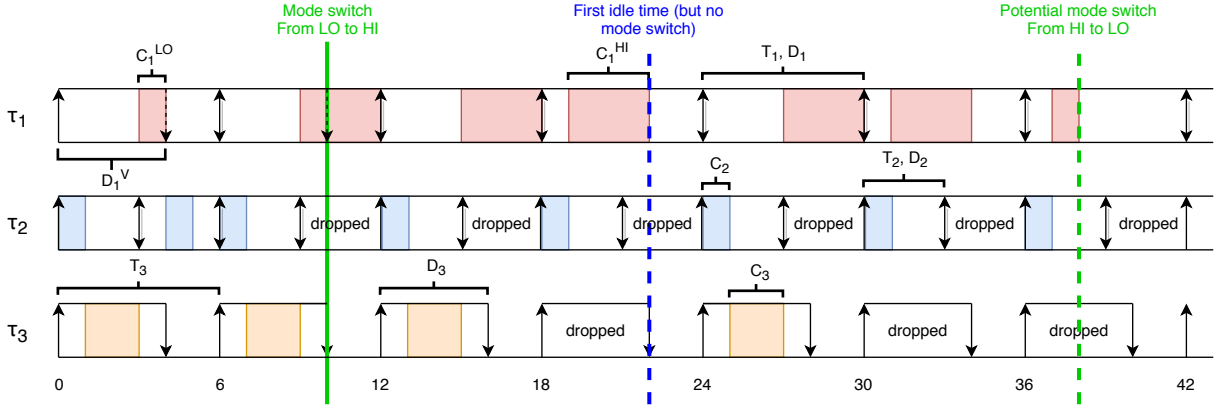 Mode switch
From LO to HI
First idle time (but no
mode switch)
Potential mode switch
From HI to LO
C₁ᴸᴼ
C₁ᴴᴵ
T₁, D₁
τ₁
D₁ⱽ
C₂
T₂, D₂
τ₂
dropped
dropped
dropped
dropped
dropped
dropped
T₃
D₃
C₃
τ₃
dropped
dropped
dropped
0 6 12 18 24 30 36 42